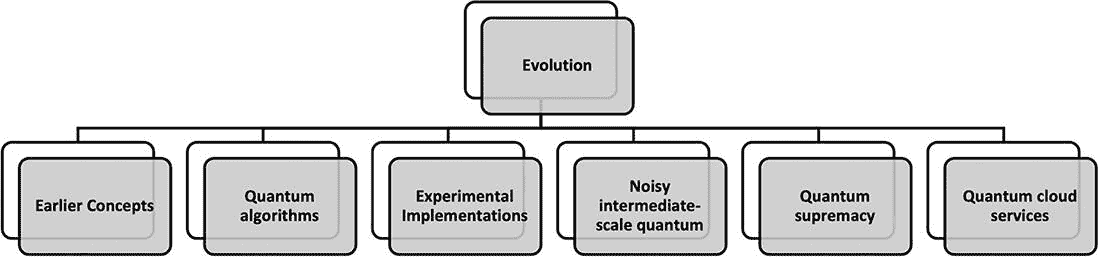 Evolution
Earlier Concepts
Quantum
algorithms
Experimental
Implementations
Noisy
intermediate-
scale quantum
Quantum
supremacy
Quantum cloud
services